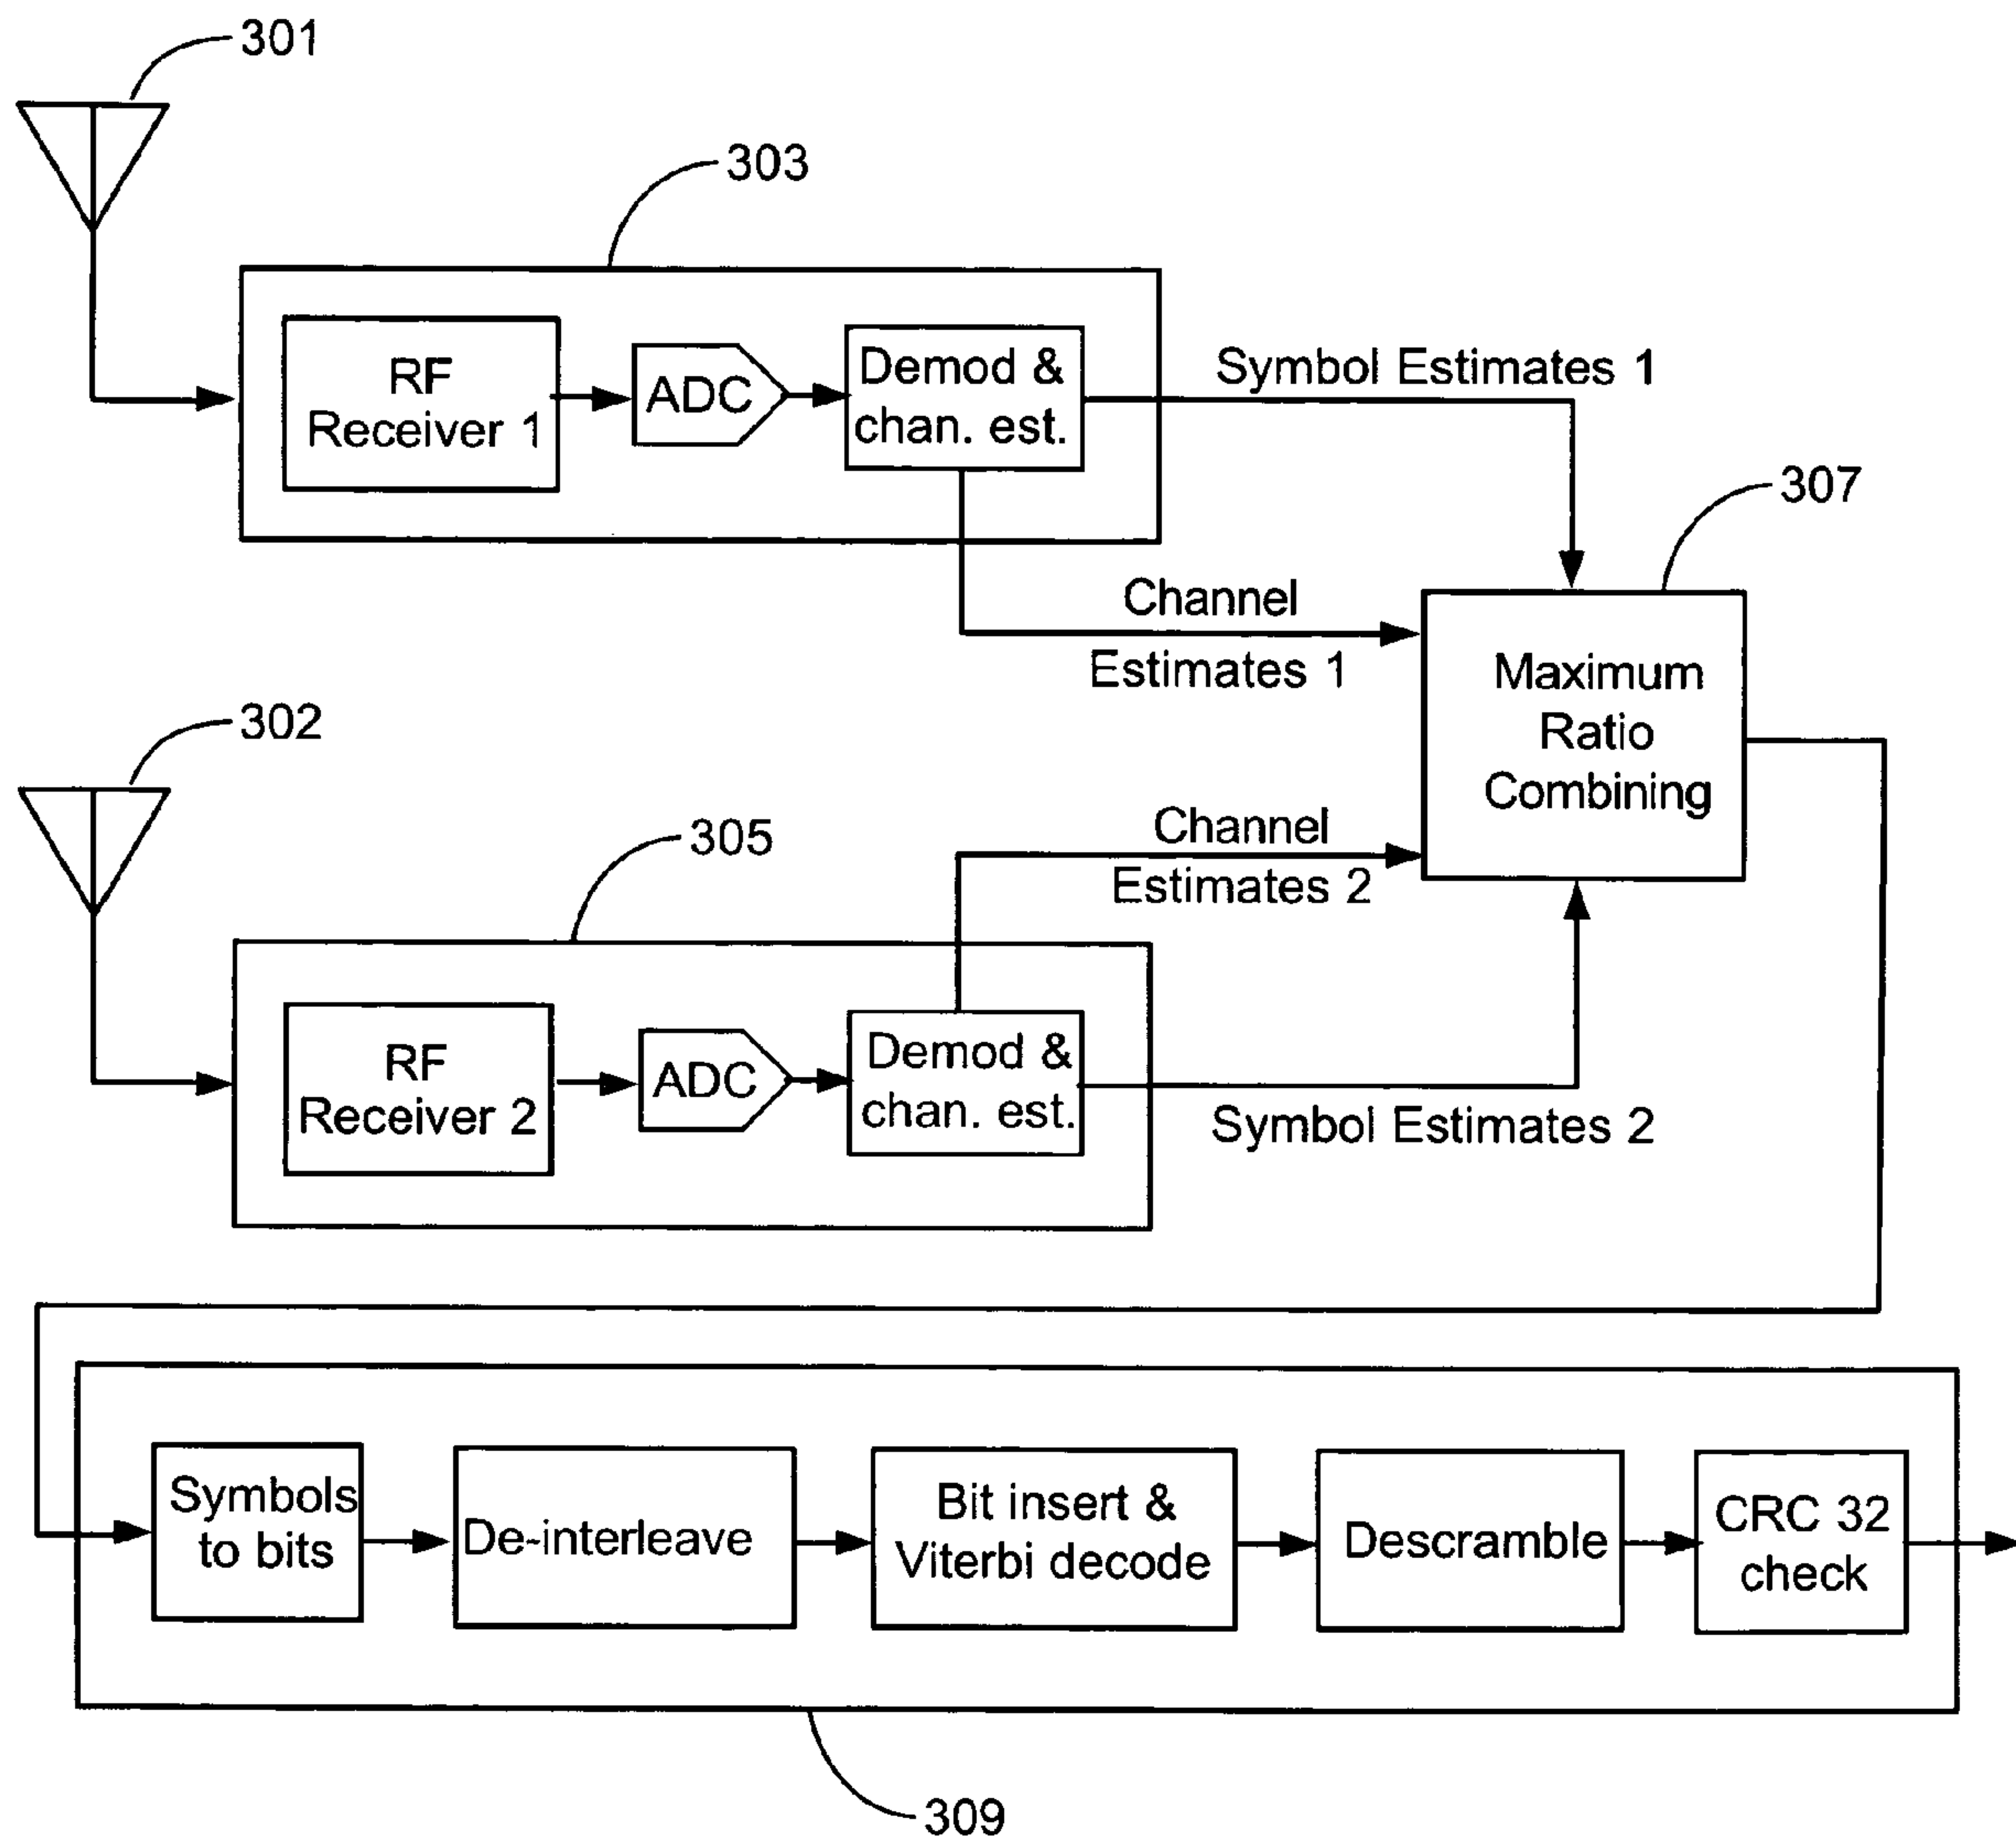 301
303
RF
Receiver 1
ADC
Demod &
chan. est.
Symbol Estimates 1
307
Channel
Estimates 1
Maximum
Ratio
Combining
302
305
Channel
Estimates 2
RF
Receiver 2
ADC
Demod &
chan. est.
Symbol Estimates 2
Symbols
to bits
De-interleave
Bit insert &
Viterbi decode
Descramble
CRC 32
check
309